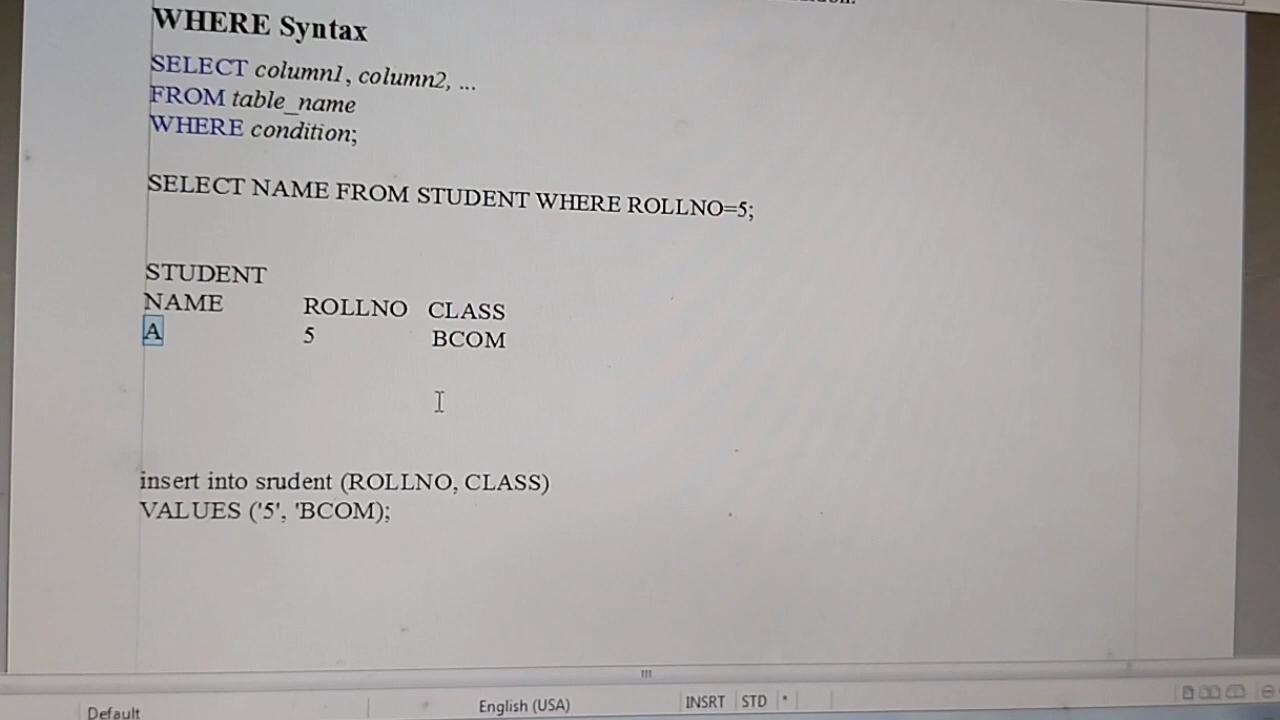 WHERE Syntax
SELECT column1, column2, ...
FROM table_name
WHERE condition;
SELECT NAME FROM STUDENT WHERE ROLLNO=5;
STUDENT
NAME ROLLNO CLASS
A 5 BCOM
insert into srudent (ROLLNO, CLASS)
VALUES ('5', 'BCOM);
Default English (USA) INSRT STD *